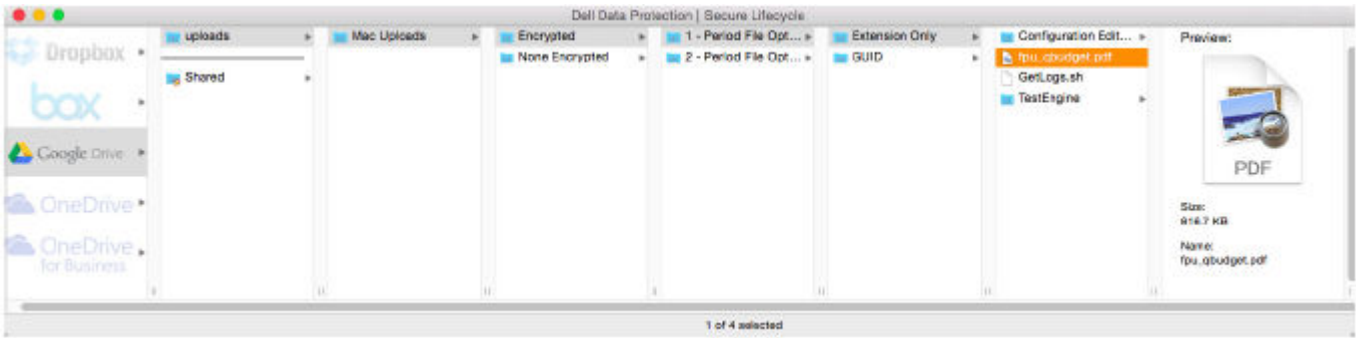 Dell Data Protection | Secure Lifecycle
Dropbox
box
Google Drive
OneDrive
OneDrive
for Business
uploads
Shared
Mac Uploads
Encrypted
None Encrypted
1 - Period File Opt...
2 - Period File Opt...
Extension Only
GUID
Configuration Edit...
fpu_qbudget.pdf
GetLogs.sh
TestEngine
Preview:
PDF
Size:
916.7 KB
Name:
fpu_qbudget.pdf
1 of 4 selected